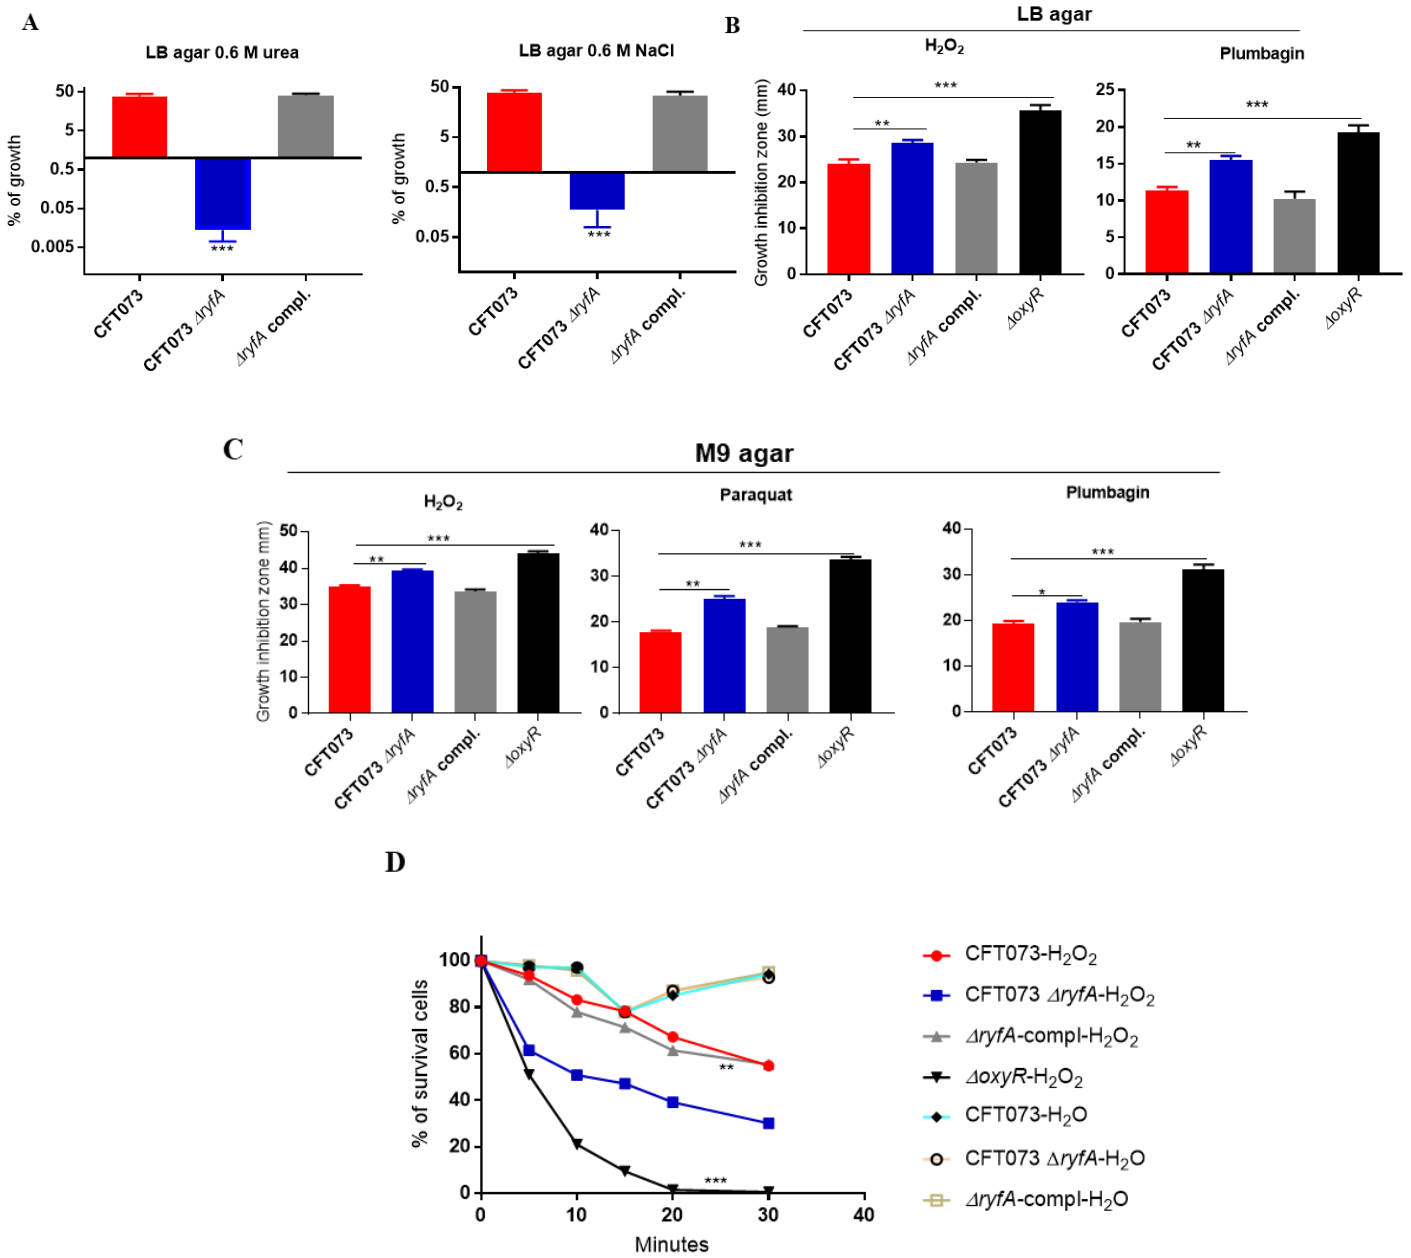 A
LB agar 0.6 M urea
% of growth
50
5
0.5
0.05
0.005
***
CFT073
CFT073 ΔryfA
ΔryfA compl.
LB agar 0.6 M NaCl
% of growth
50
5
0.5
0.05
***
CFT073
CFT073 ΔryfA
ΔryfA compl.
B
LB agar
H₂O₂
Growth inhibition zone (mm)
40
30
20
10
0
***
**
CFT073
CFT073 ΔryfA
ΔryfA compl.
ΔoxyR
Plumbagin
25
20
15
10
5
0
***
**
CFT073
CFT073 ΔryfA
ΔryfA compl.
ΔoxyR
C
M9 agar
H₂O₂
Growth inhibition zone mm)
50
40
30
20
10
0
***
**
CFT073
CFT073 ΔryfA
ΔryfA compl.
ΔoxyR
Paraquat
40
30
20
10
0
***
**
CFT073
CFT073 ΔryfA
ΔryfA compl.
ΔoxyR
Plumbagin
40
30
20
10
0
***
*
CFT073
CFT073 ΔryfA
ΔryfA compl.
ΔoxyR
D
% of survival cells
100
80
60
40
20
0
**
***
0 10 20 30 40
Minutes
CFT073-H₂O₂
CFT073 ΔryfA-H₂O₂
ΔryfA-compl-H₂O₂
ΔoxyR-H₂O₂
CFT073-H₂O
CFT073 ΔryfA-H₂O
ΔryfA-compl-H₂O